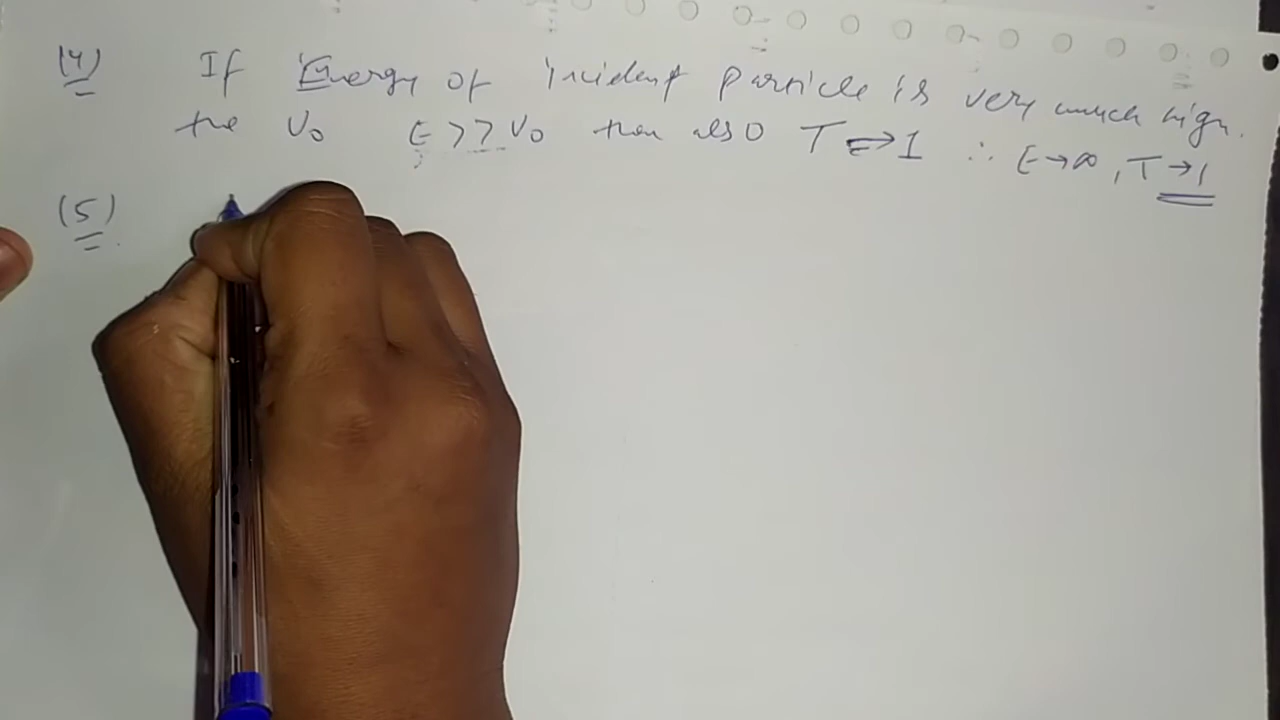 (4) If Energy of incident particle is very much high.
the V₀ E >> V₀ then also T ⇒ 1 ∴ E → ∞, T → 1
(5)